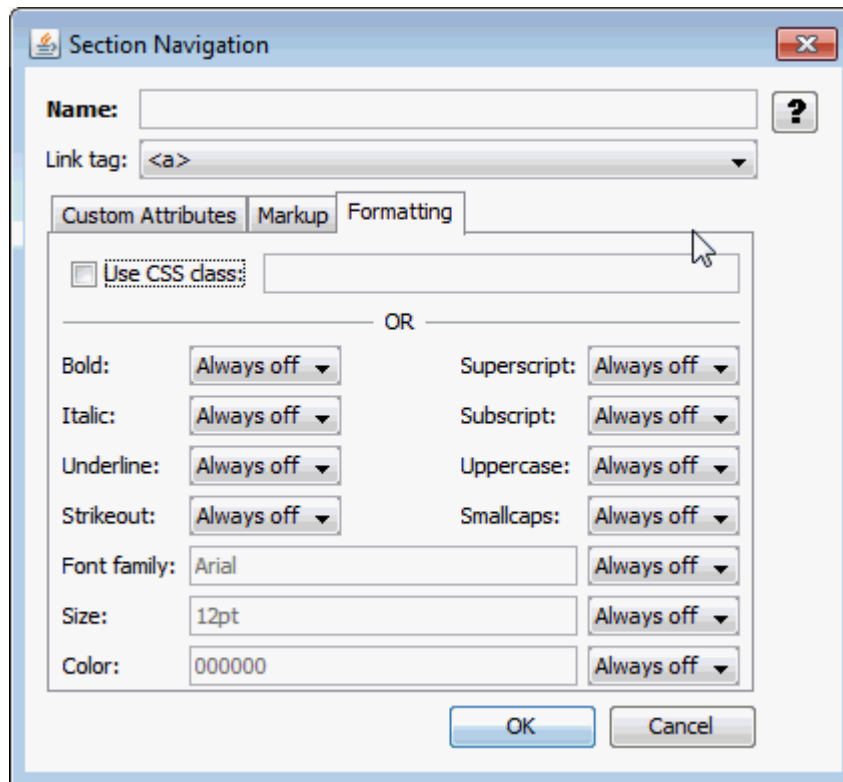 Section Navigation
Name:
?
Link tag: <a>
Custom Attributes Markup Formatting
Use CSS class:
OR
Bold: Always off Superscript: Always off
Italic: Always off Subscript: Always off
Underline: Always off Uppercase: Always off
Strikeout: Always off Smallcaps: Always off
Font family: Arial Always off
Size: 12pt Always off
Color: 000000 Always off
OK Cancel